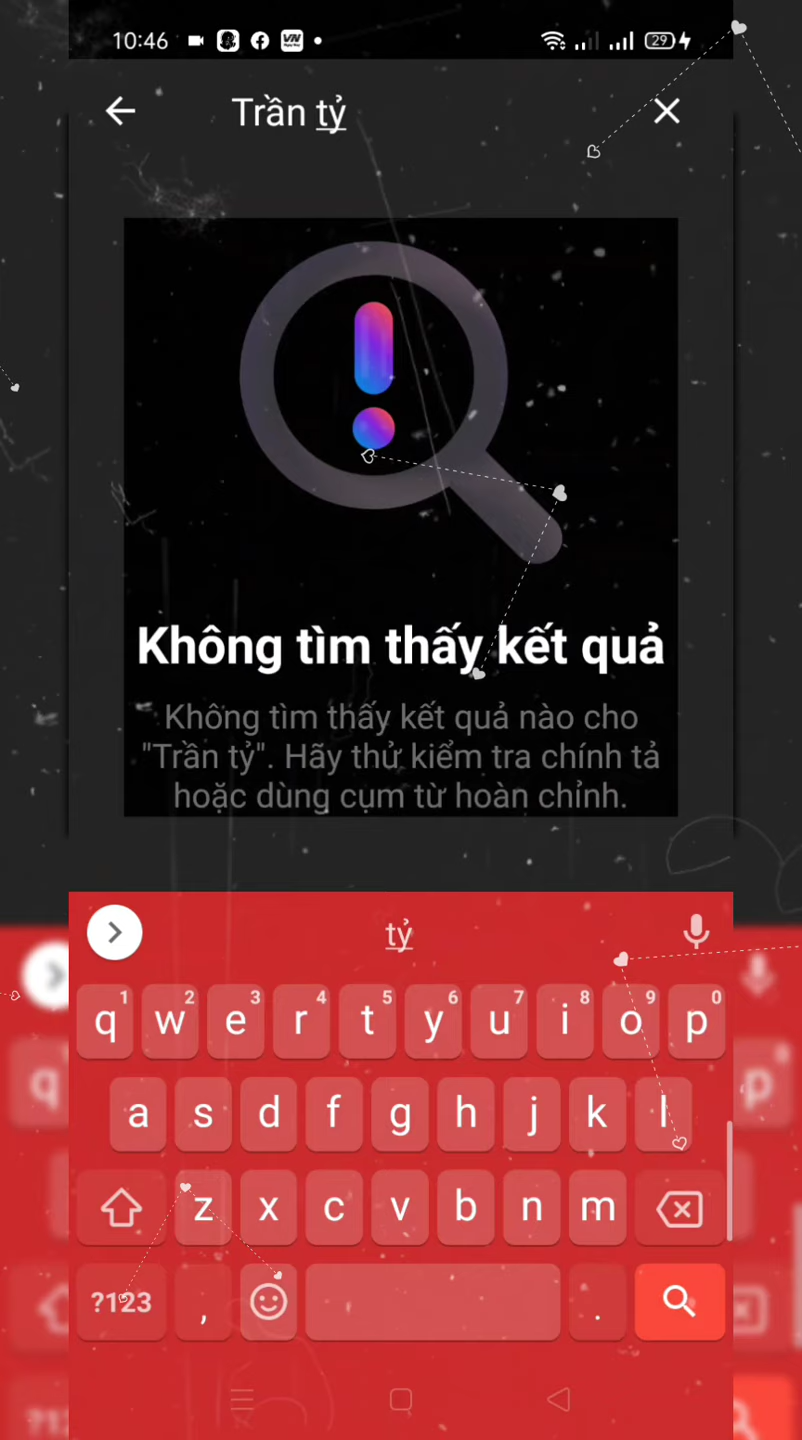 10:46
VN
29
Trần tỷ
Không tìm thấy kết quả
Không tìm thấy kết quả nào cho
"Trần tỷ". Hãy thử kiểm tra chính tả
hoặc dùng cụm từ hoàn chỉnh.
tỷ
1 2 3 4 5 6 7 8 9 0
q w e r t y u i o p
a s d f g h j k l
z x c v b n m
?123 , .